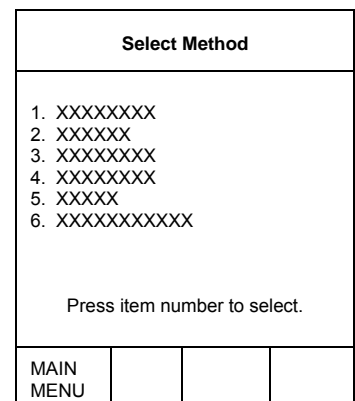 Select Method
1. XXXXXXXX
2. XXXXXX
3. XXXXXXXX
4. XXXXXXXX
5. XXXXX
6. XXXXXXXXXXX
Press item number to select.
MAIN
MENU